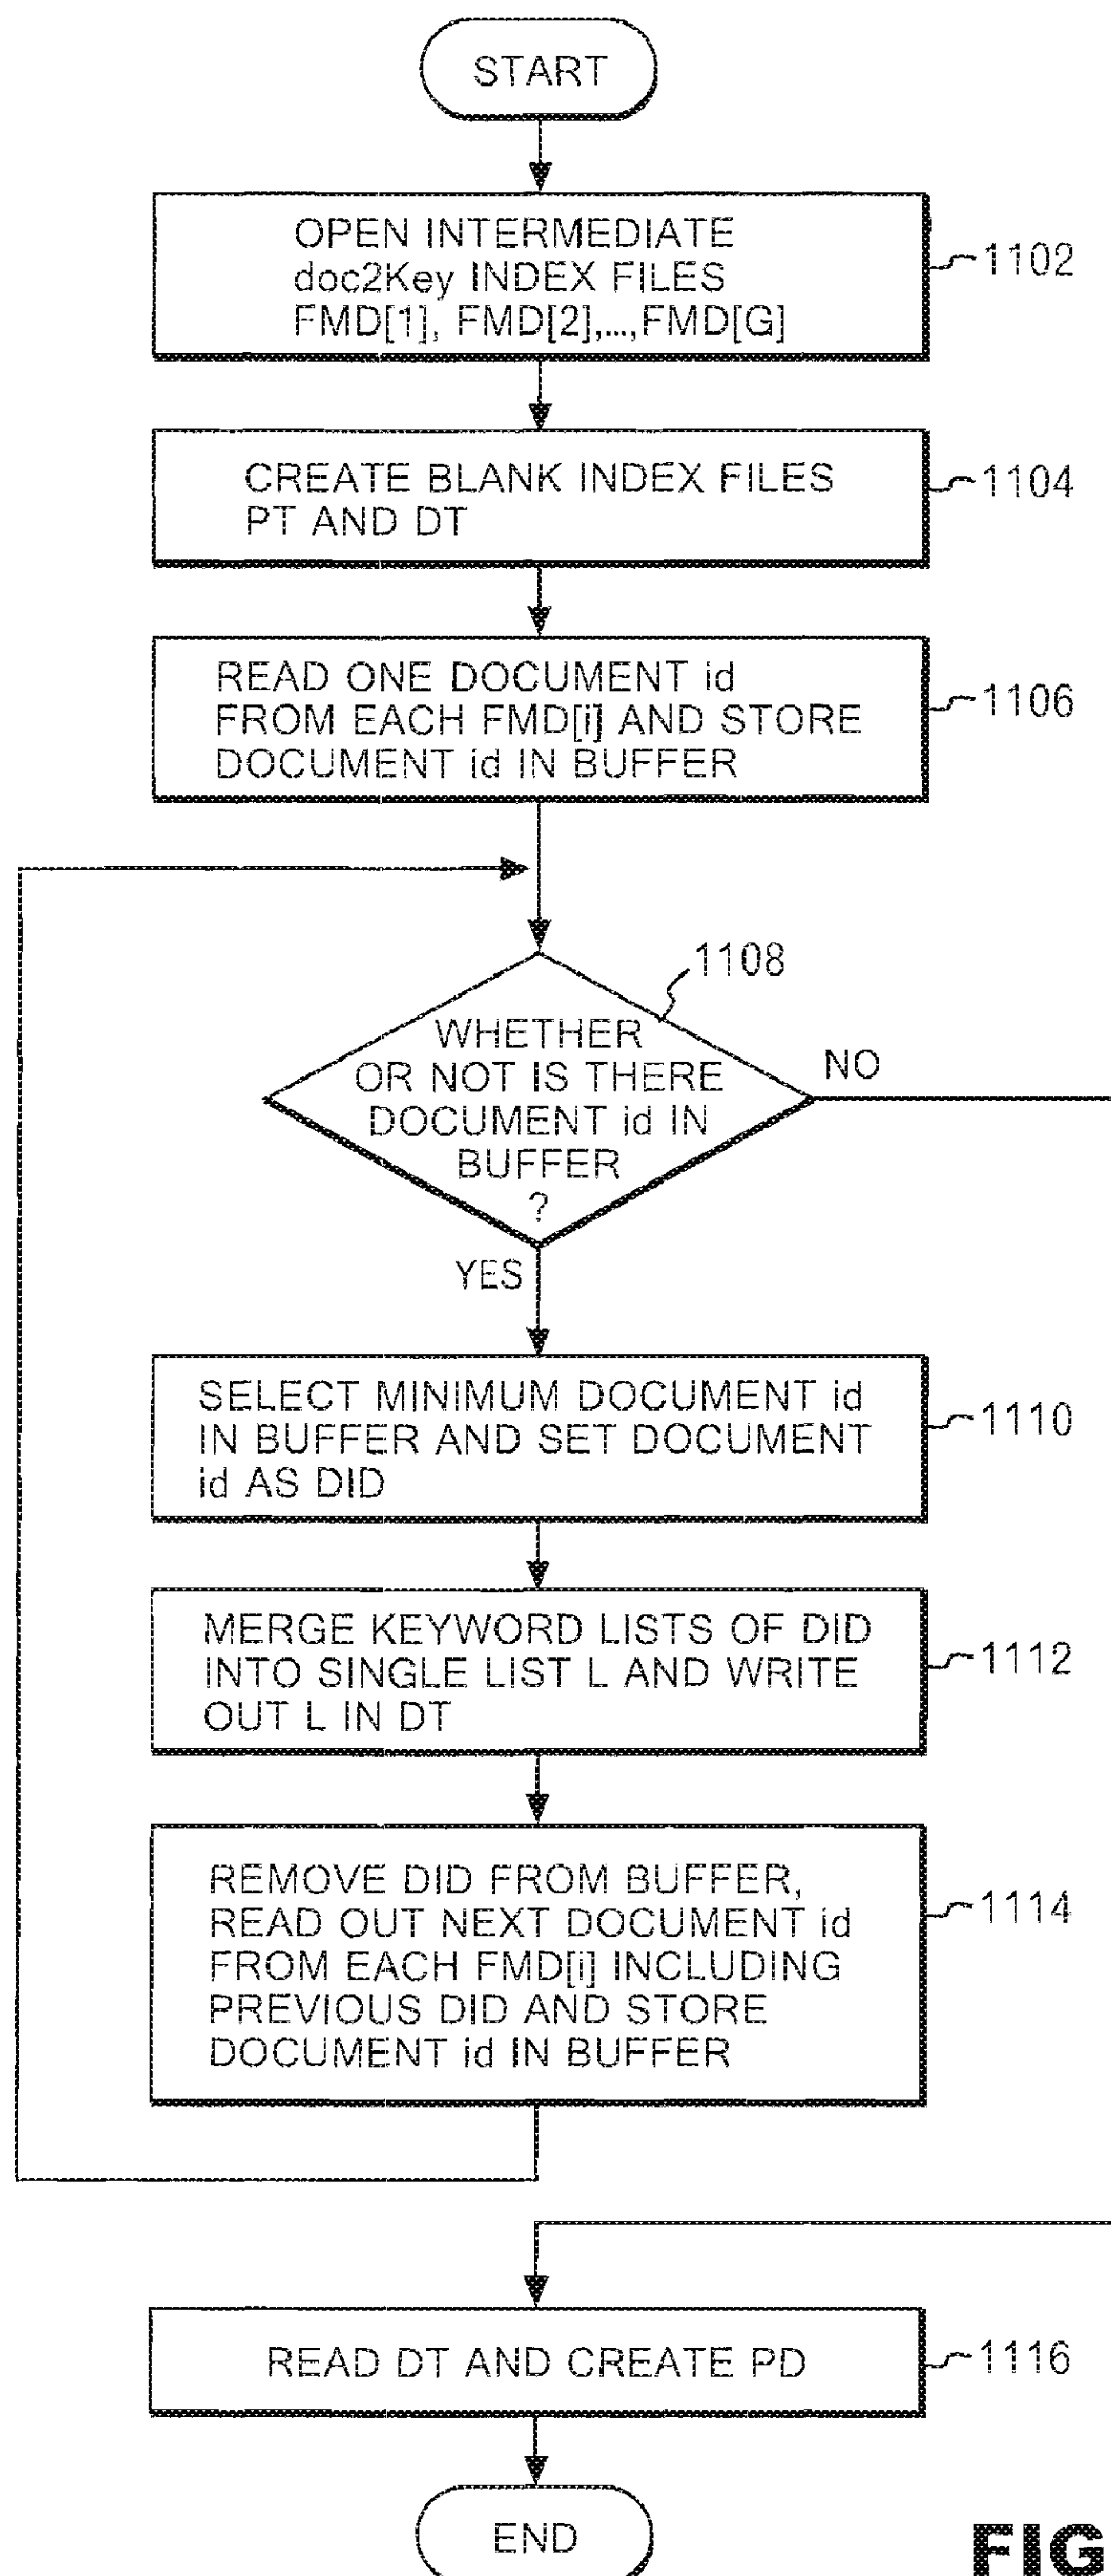 START
OPEN INTERMEDIATE
doc2Key INDEX FILES
FMD[1], FMD[2],...,FMD[G]
1102
CREATE BLANK INDEX FILES
PT AND DT
1104
READ ONE DOCUMENT id
FROM EACH FMD[i] AND STORE
DOCUMENT id IN BUFFER
1106
1108
WHETHER
OR NOT IS THERE
DOCUMENT id IN
BUFFER
?
NO
YES
SELECT MINIMUM DOCUMENT id
IN BUFFER AND SET DOCUMENT
id AS DID
1110
MERGE KEYWORD LISTS OF DID
INTO SINGLE LIST L AND WRITE
OUT L IN DT
1112
REMOVE DID FROM BUFFER,
READ OUT NEXT DOCUMENT id
FROM EACH FMD[i] INCLUDING
PREVIOUS DID AND STORE
DOCUMENT id IN BUFFER
1114
READ DT AND CREATE PD
1116
END
FIG